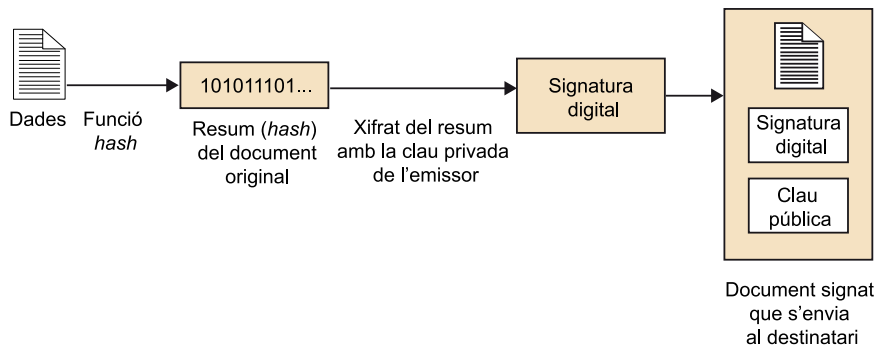 Dades
Funció
hash
101011101...
Resum (hash)
del document
original
Xifrat del resum
amb la clau privada
de l’emissor
Signatura
digital
Signatura
digital
Clau
pública
Document signat
que s’envia
al destinatari